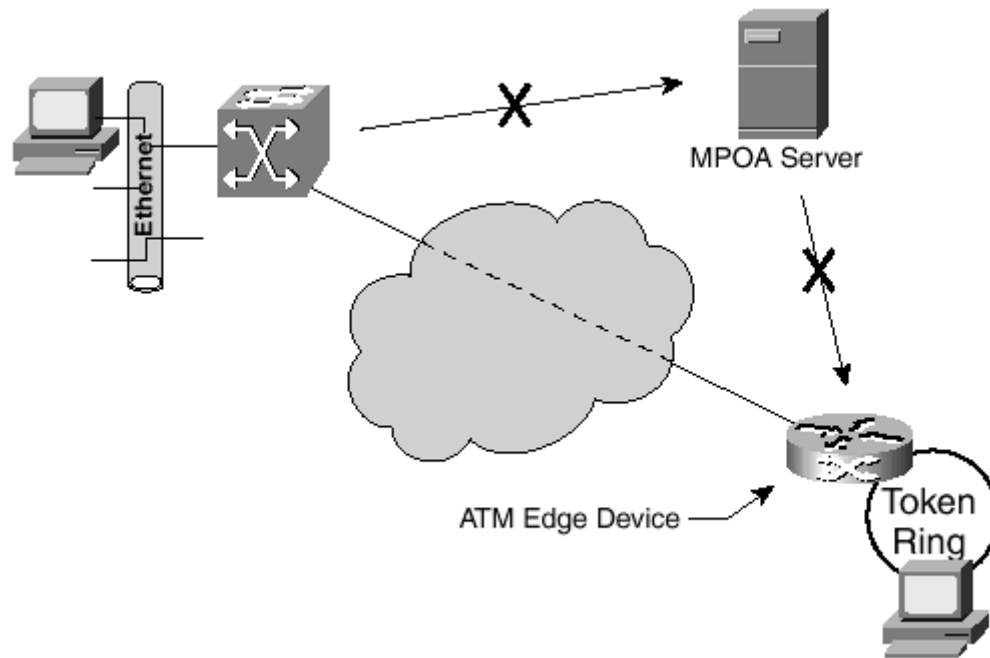 Ethernet
MPOA Server
ATM Edge Device
Token
Ring